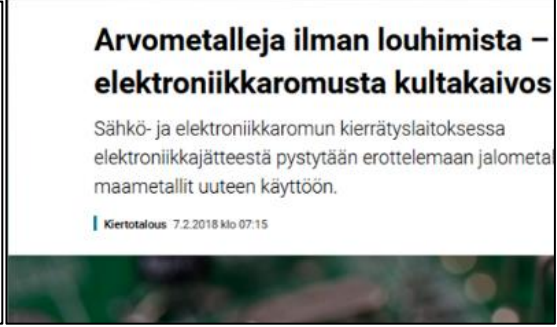 Arvometalleja ilman louhimista –
elektroniikkaromusta kultakaivos
Sähkö- ja elektroniikkaromun kierrätyslaitoksessa
elektroniikkajätteestä pystytään erottelemaan jalometal
maametallit uuteen käyttöön.
Kiertotalous 7.2.2018 klo 07:15